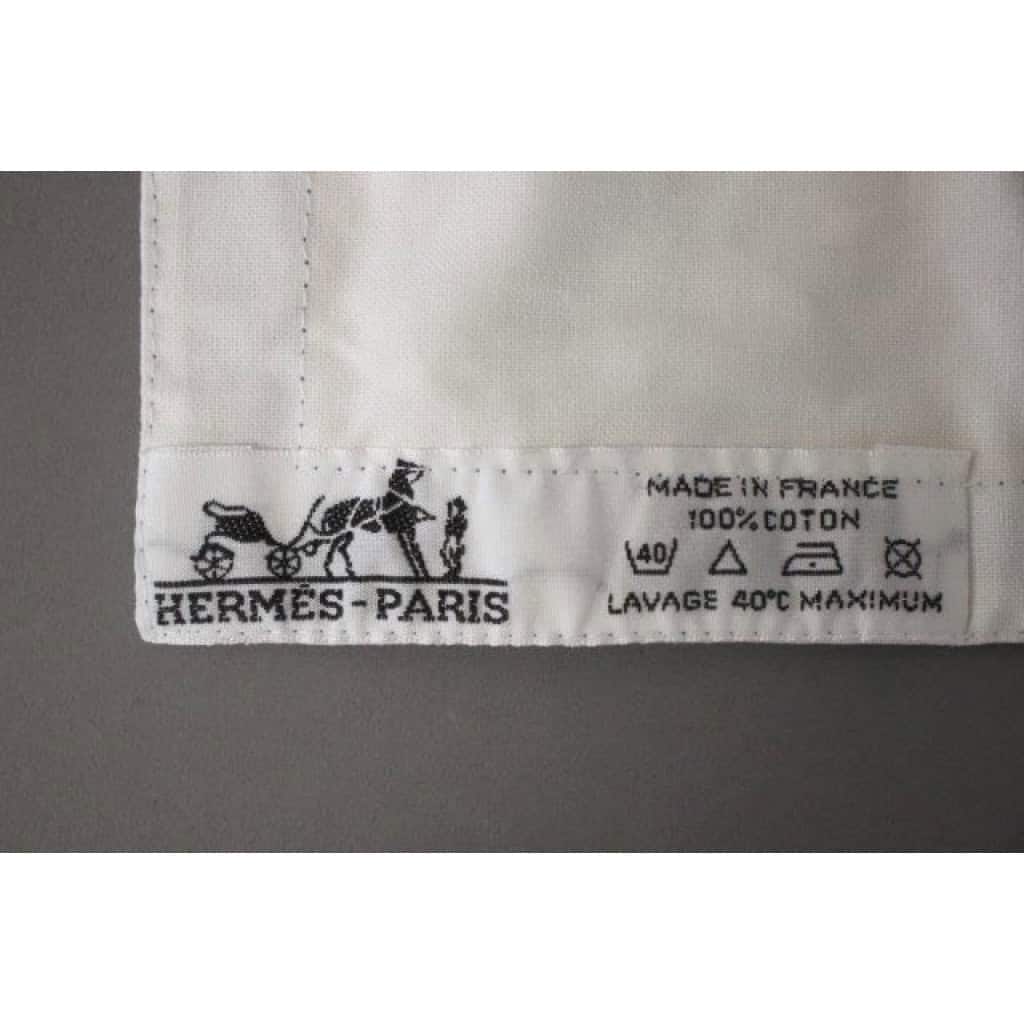 HERMÈS-PARIS
MADE IN FRANCE
100% COTON
40
LAVAGE 40°C MAXIMUM